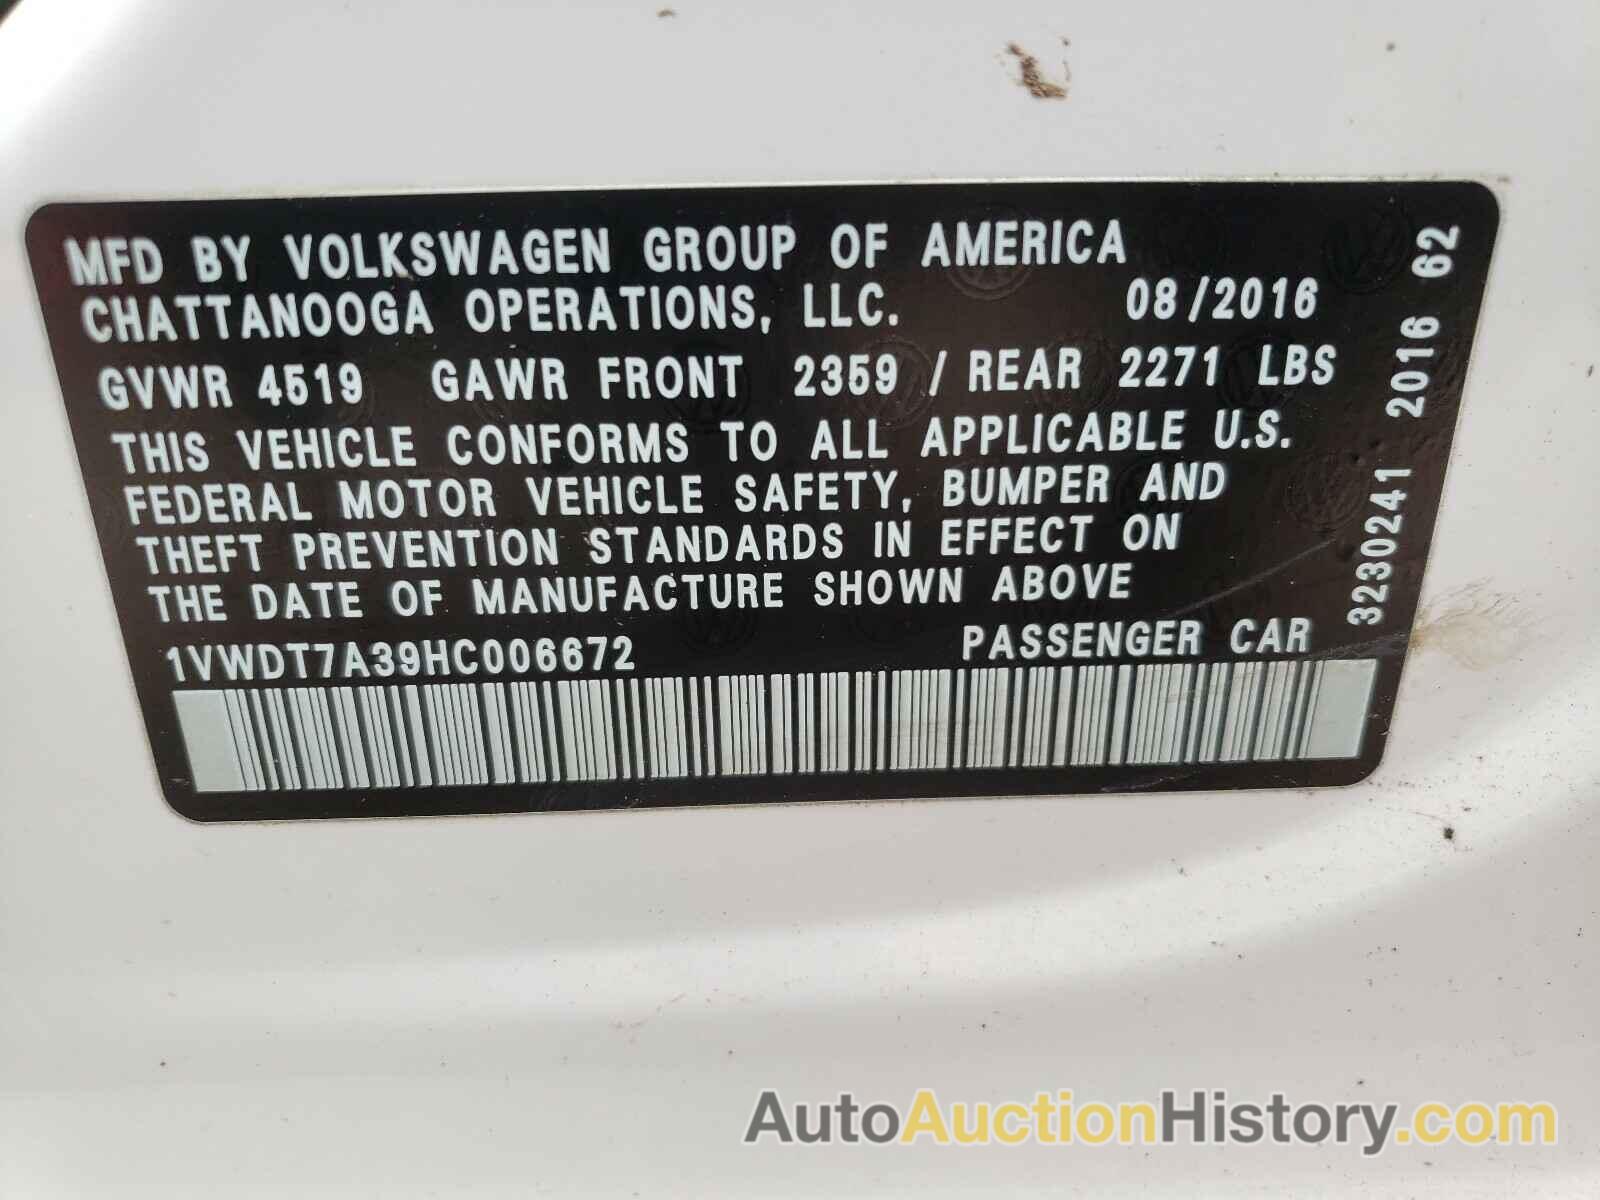 MFD BY VOLKSWAGEN GROUP OF AMERICA
CHATTANOOGA OPERATIONS, LLC. 08/2016
GVWR 4519 GAWR FRONT 2359 / REAR 2271 LBS
THIS VEHICLE CONFORMS TO ALL APPLICABLE U.S.
FEDERAL MOTOR VEHICLE SAFETY, BUMPER AND
THEFT PREVENTION STANDARDS IN EFFECT ON
THE DATE OF MANUFACTURE SHOWN ABOVE
1VWDT7A39HC006672 PASSENGER CAR
3230241 2016 62
AutoAuctionHistory.com